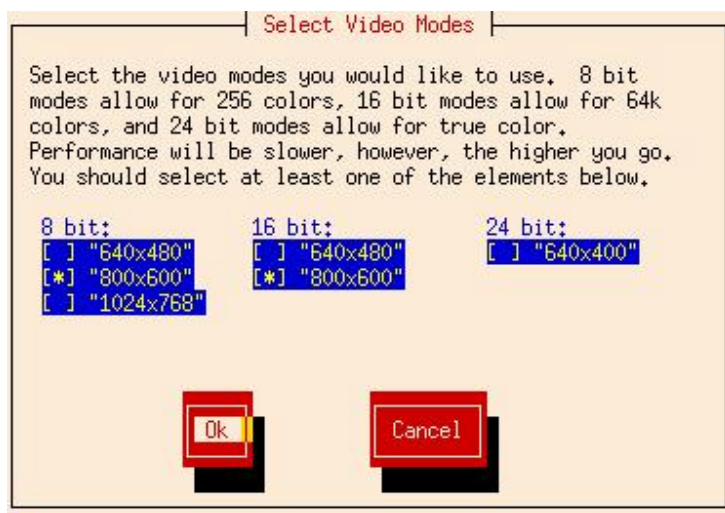 Select Video Modes
Select the video modes you would like to use.  8 bit
modes allow for 256 colors, 16 bit modes allow for 64k
colors, and 24 bit modes allow for true color.
Performance will be slower, however, the higher you go.
You should select at least one of the elements below.
8 bit: 16 bit: 24 bit:
[ ] "640x480" [ ] "640x480" [ ] "640x400"
[*] "800x600" [*] "800x600"
[ ] "1024x768"
Ok Cancel